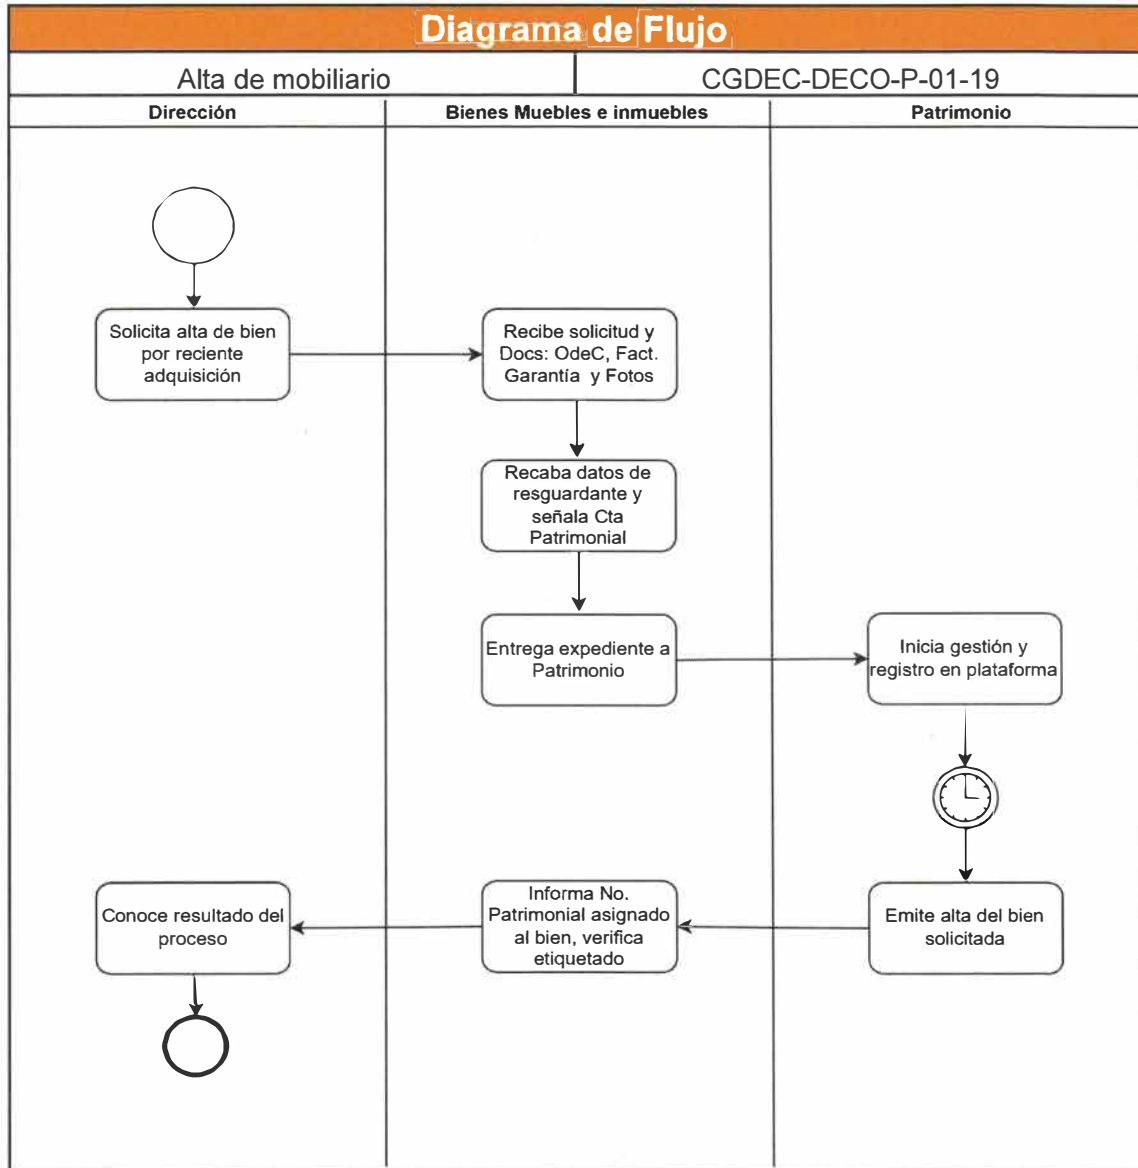 Diagrama de Flujo
Alta de mobiliario
CGDEC-DECO-P-01-19
Dirección
Bienes Muebles e inmuebles
Patrimonio
Solicita alta de bien
por reciente
adquisición
Recibe solicitud y
Docs: OdeC, Fact.
Garantía y Fotos
Recaba datos de
resguardante y
señala Cta
Patrimonial
Entrega expediente a
Patrimonio
Inicia gestión y
registro en plataforma
Emite alta del bien
solicitada
Informa No.
Patrimonial asignado
al bien, verifica
etiquetado
Conoce resultado del
proceso